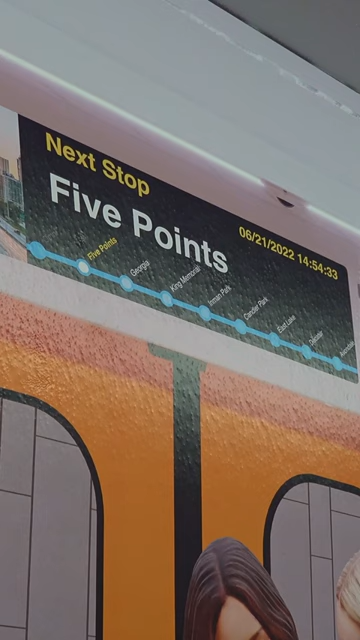 Next Stop
Five Points
06/21/2022 14:54:33
Five Points
Georgia
King Memorial
Inman Park
Candler Park
East Lake
Decatur
Avondale